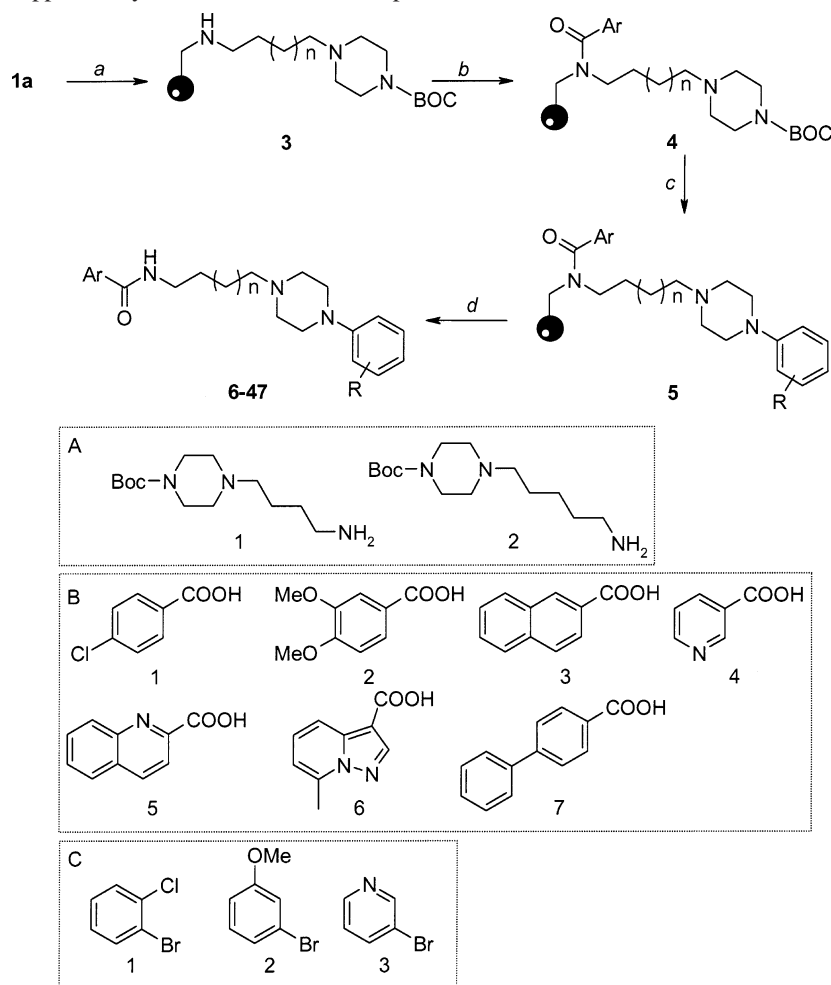 1a
a
H
N
( )n
N
N
BOC
3
b
O Ar
N
( )n
N
N
BOC
4
c
Ar
H
N
O
( )n
N
N
R
6-47
d
O Ar
N
( )n
N
N
R
5
A
Boc N
N
NH2
1
Boc N
N
NH2
2
B
COOH
Cl
1
MeO
MeO
COOH
2
COOH
3
COOH
N
4
N
COOH
5
COOH
N N
6
COOH
7
C
Cl
Br
1
OMe
Br
2
N
Br
3